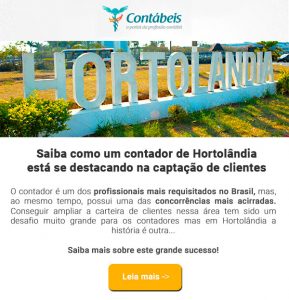 Contábeis
o portal da profissão contábil
HORTOLANDIA
Saiba como um contador de Hortolândia
está se destacando na captação de clientes
O contador é um dos profissionais mais requisitados no Brasil, mas,
ao mesmo tempo, possui uma das concorrências mais acirradas.
Conseguir ampliar a carteira de clientes nessa área tem sido um
desafio muito grande para os contadores mas em Hortolândia a
história é outra...
Saiba mais sobre este grande sucesso!
Leia mais ->